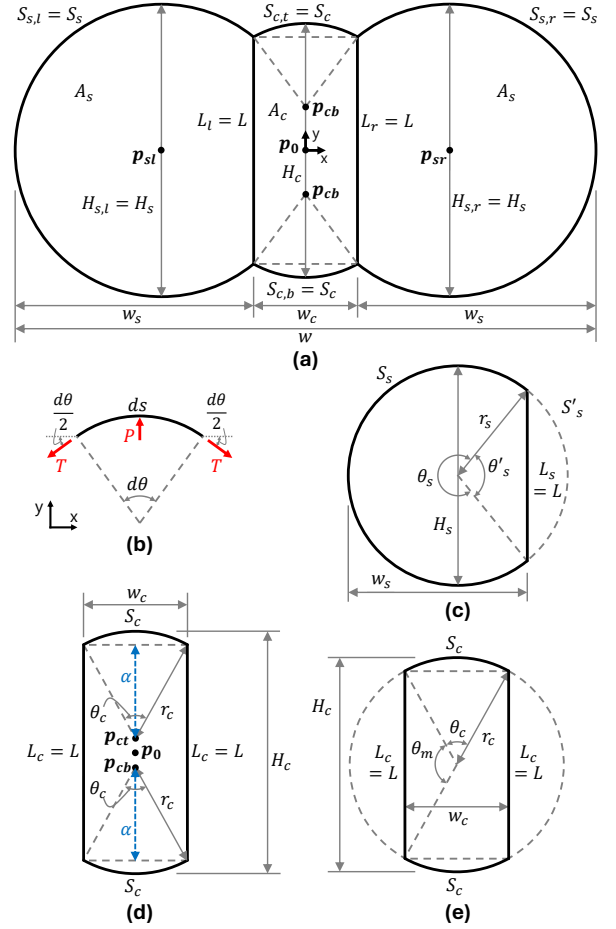 S_{s,l} = S_s S_{c,t} = S_c S_{s,r} = S_s
A_s A_c p_{cb} A_s
L_l = L L_r = L
y
p_{sl} p_0 x p_{sr}
H_c
H_{s,l} = H_s p_{cb} H_{s,r} = H_s
S_{c,b} = S_c
w_s w_c w_s
w
(a)
dθ/2 ds dθ/2
P
T T
dθ
y
x
(b)
S_s S'_s
r_s
θ_s θ'_s L_s
= L
H_s
w_s
(c)
w_c
S_c
α
θ_c r_c
p_{ct}
L_c = L p_0 L_c = L H_c
p_{cb}
θ_c r_c
α
S_c
(d)
S_c
H_c
θ_c
θ_m r_c
L_c L_c
= L = L
w_c
S_c
(e)